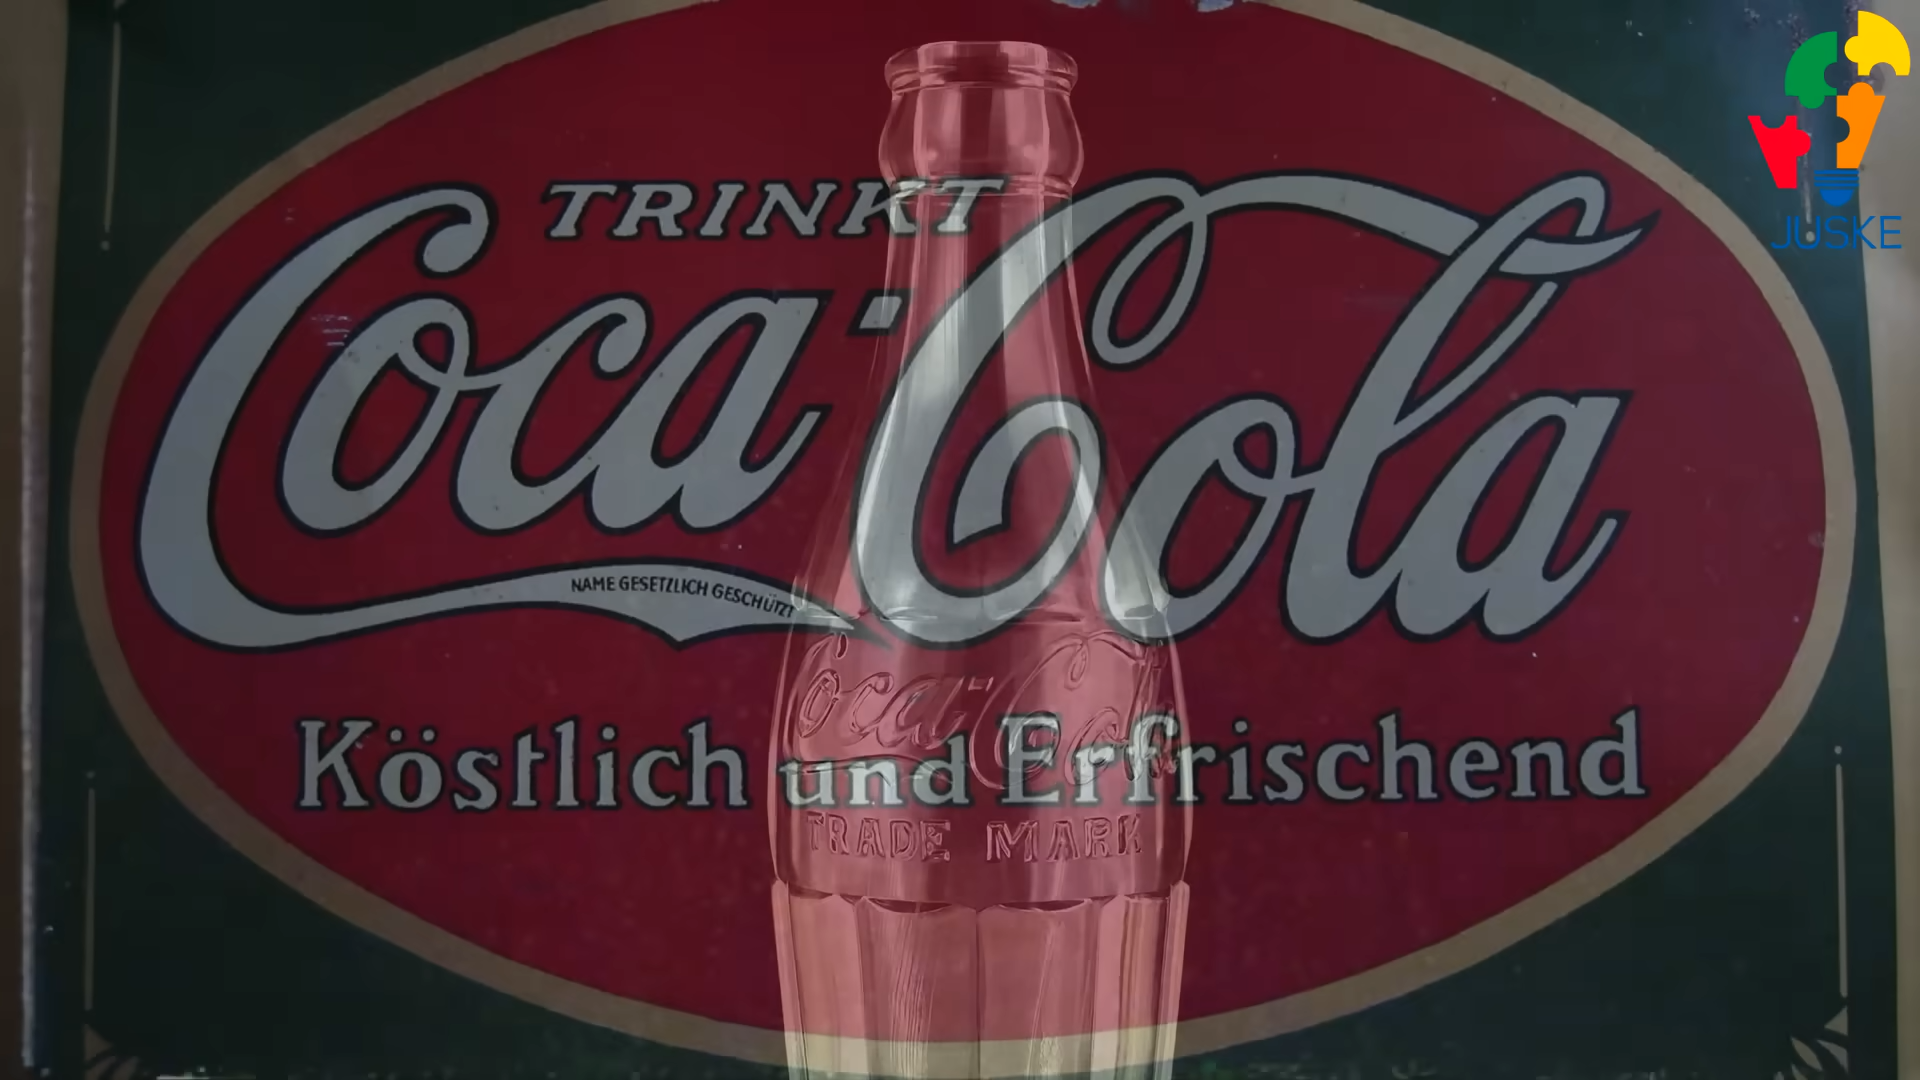 TRINKT
Coca-Cola
NAME GESETZLICH GESCHÜTZT
Coca-Cola
Köstlich und Erfrischend
TRADE MARK
JUSKE